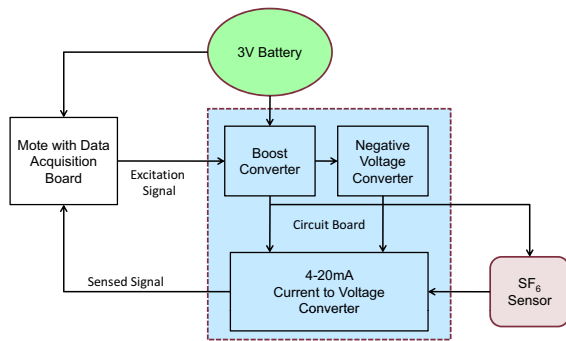 3V Battery
Mote with Data
Acquisition
Board
Excitation
Signal
Boost
Converter
Negative
Voltage
Converter
Circuit Board
4-20mA
Current to Voltage
Converter
Sensed Signal
SF₆
Sensor